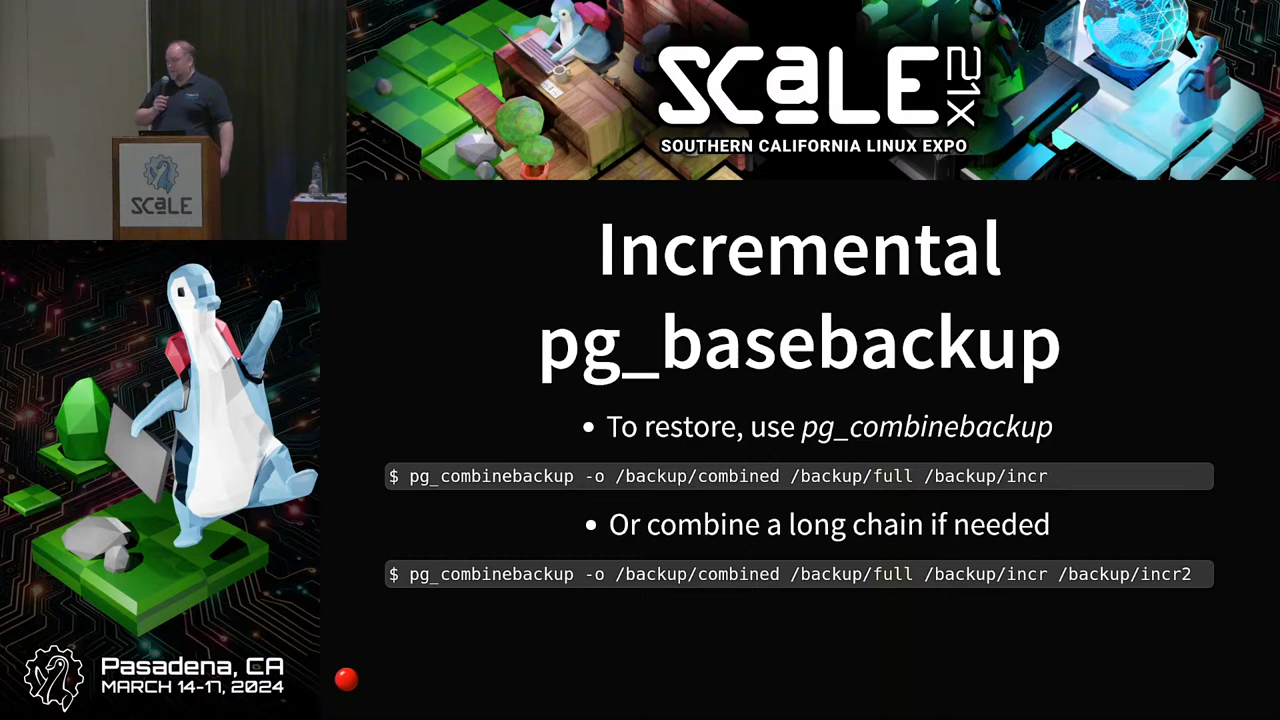 SCaLE 21X
SOUTHERN CALIFORNIA LINUX EXPO
SCaLE
Incremental
pg_basebackup
• To restore, use pg_combinebackup
$ pg_combinebackup -o /backup/combined /backup/full /backup/incr
• Or combine a long chain if needed
$ pg_combinebackup -o /backup/combined /backup/full /backup/incr /backup/incr2
Pasadena, CA
MARCH 14-17, 2024